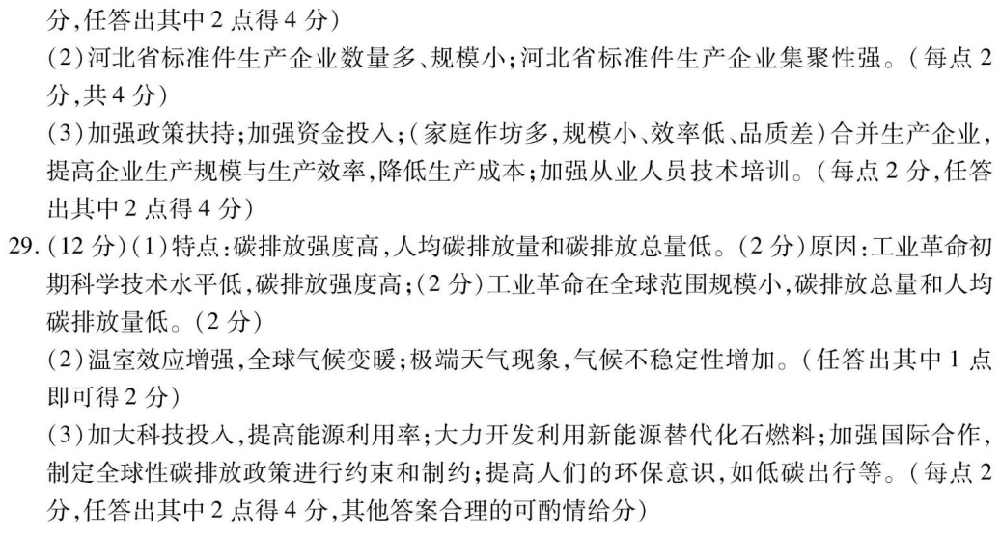 分,任答出其中 2 点得 4 分)
(2)河北省标准件生产企业数量多、规模小;河北省标准件生产企业集聚性强。(每点 2
分,共 4 分)
(3)加强政策扶持;加强资金投入;(家庭作坊多,规模小、效率低、品质差)合并生产企业,
提高企业生产规模与生产效率,降低生产成本;加强从业人员技术培训。(每点 2 分,任答
出其中 2 点得 4 分)
29. (12 分)(1)特点:碳排放强度高,人均碳排放量和碳排放总量低。(2 分)原因:工业革命初
期科学技术水平低,碳排放强度高;(2 分)工业革命在全球范围规模小,碳排放总量和人均
碳排放量低。(2 分)
(2)温室效应增强,全球气候变暖;极端天气现象,气候不稳定性增加。(任答出其中 1 点
即可得 2 分)
(3)加大科技投入,提高能源利用率;大力开发利用新能源替代化石燃料;加强国际合作,
制定全球性碳排放政策进行约束和制约;提高人们的环保意识,如低碳出行等。(每点 2
分,任答出其中 2 点得 4 分,其他答案合理的可酌情给分)